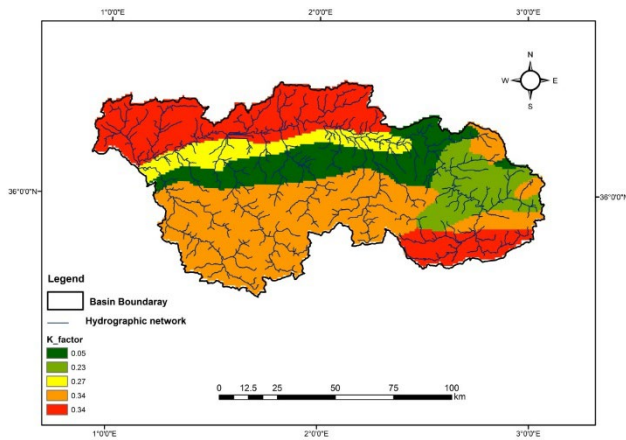 1°0'0"E 2°0'0"E 3°0'0"E
N
W E
S
36°0'0"N 36°0'0"N
Legend
Basin Boundaray
Hydrographic network
K_factor
0.05
0.23
0.27
0.34
0.34
0 12.5 25 50 75 100
km
1°0'0"E 2°0'0"E 3°0'0"E